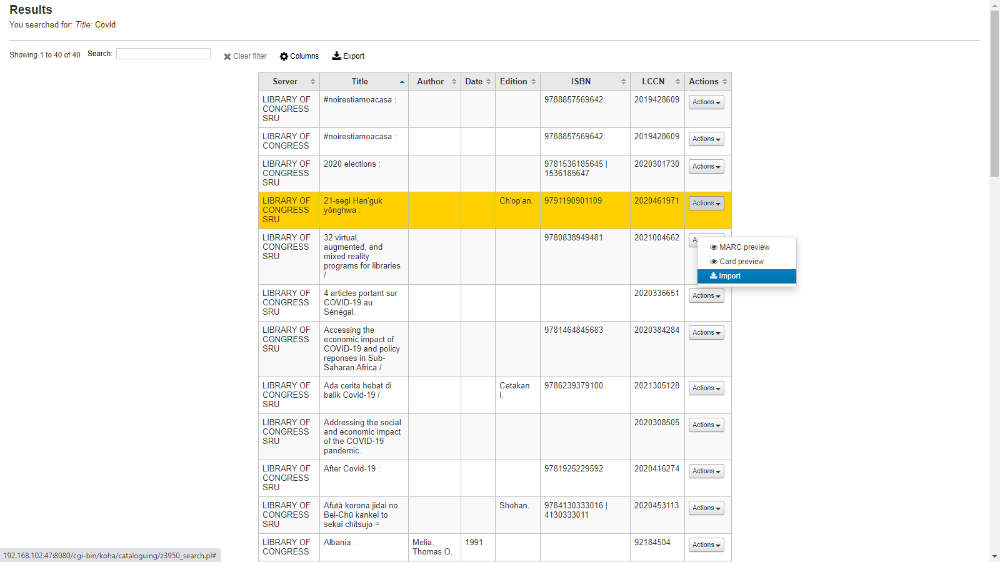 Results
You searched for: Title: Covid
Showing 1 to 40 of 40 Search: Clear filter Columns Export
Server Title Author Date Edition ISBN LCCN Actions
LIBRARY OF CONGRESS SRU #noirestiamoacasa : 9788857569642: 2019428609 Actions
LIBRARY OF CONGRESS #noirestiamoacasa : 9788857569642: 2019428609 Actions
LIBRARY OF CONGRESS SRU 2020 elections : 9781536185645 | 1536185647 2020301730 Actions
LIBRARY OF CONGRESS SRU 21-segi Han'guk yŏnghwa : Ch'op'an. 9791190901109 2020461971 Actions
LIBRARY OF CONGRESS SRU 32 virtual, augmented, and mixed reality programs for libraries / 9780838949481 2021004662 A
MARC preview
Card preview
Import
LIBRARY OF CONGRESS SRU 4 articles portant sur COVID-19 au Sénégal. 2020336651 Actions
LIBRARY OF CONGRESS SRU Accessing the economic impact of COVID-19 and policy reponses in Sub-Saharan Africa / 9781464845683 2020384284 Actions
LIBRARY OF CONGRESS SRU Ada cerita hebat di balik Covid-19 / Cetakan I. 9786239379100 2021305128 Actions
LIBRARY OF CONGRESS SRU Addressing the social and economic impact of the COVID-19 pandemic. 2020308505 Actions
LIBRARY OF CONGRESS SRU After Covid-19 : 9781925229592 2020416274 Actions
LIBRARY OF CONGRESS SRU Afutā korona jidai no Bei-Chū kankei to sekai chitsujo = Shohan. 9784130333016 | 4130333011 2020453113 Actions
LIBRARY OF CONGRESS Albania : Melia, Thomas O. 1991 92184504 Actions
192.168.102.47:8080/cgi-bin/koha/cataloguing/z3950_search.pl#